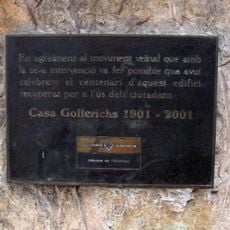 En agraïment al moviment veïnal que amb
la seva intervenció va fer possible que avui
celebrem el centenari d'aquest edifici
recuperat per a l'ús dels ciutadans
Casa Golferichs 1901 - 2001